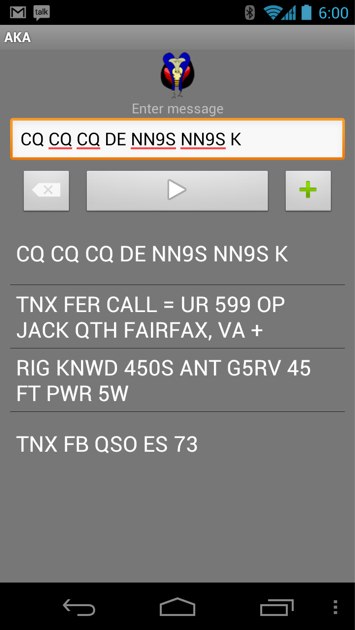 talk
6:00
AKA
Enter message
CQ CQ CQ DE NN9S NN9S K
CQ CQ CQ DE NN9S NN9S K
TNX FER CALL = UR 599 OP
JACK QTH FAIRFAX, VA +
RIG KNWD 450S ANT G5RV 45
FT PWR 5W
TNX FB QSO ES 73